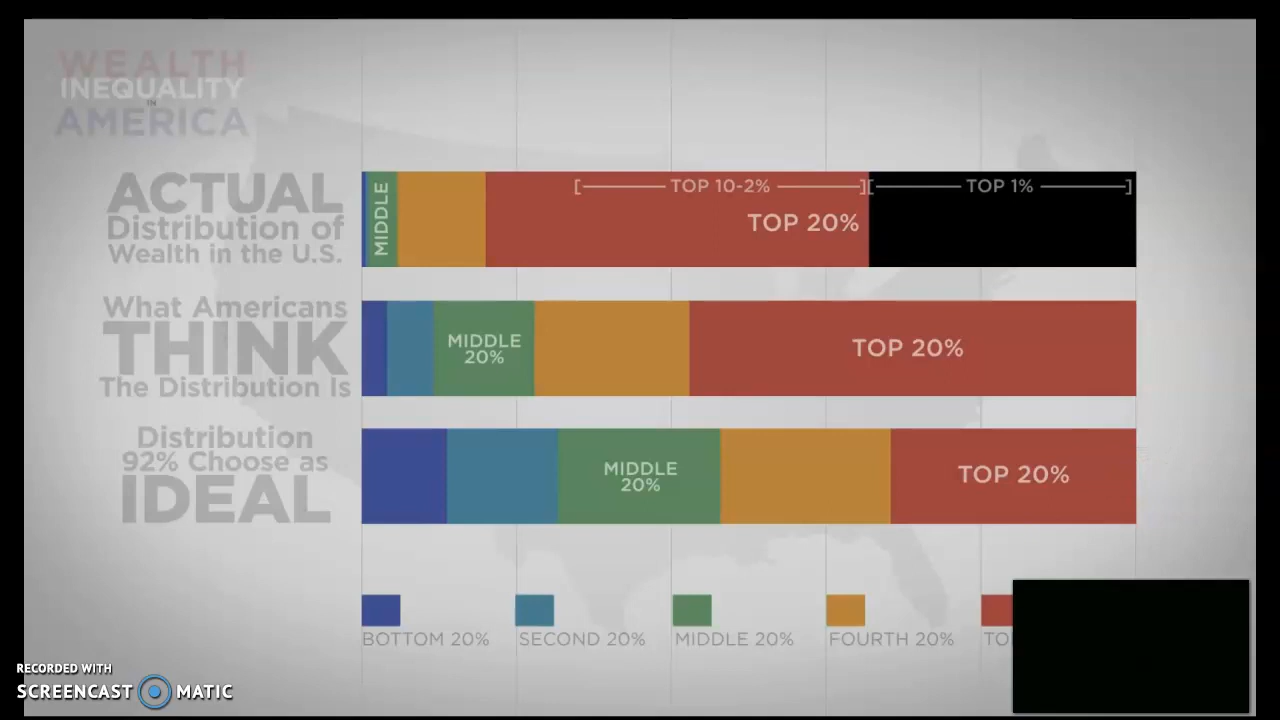 WEALTH
INEQUALITY
IN
AMERICA
ACTUAL
Distribution of
Wealth in the U.S.
MIDDLE
TOP 10-2%
TOP 1%
TOP 20%
What Americans
THINK
The Distribution Is
MIDDLE
20%
TOP 20%
Distribution
92% Choose as
IDEAL
MIDDLE
20%
TOP 20%
BOTTOM 20%
SECOND 20%
MIDDLE 20%
FOURTH 20%
RECORDED WITH
SCREENCAST MATIC